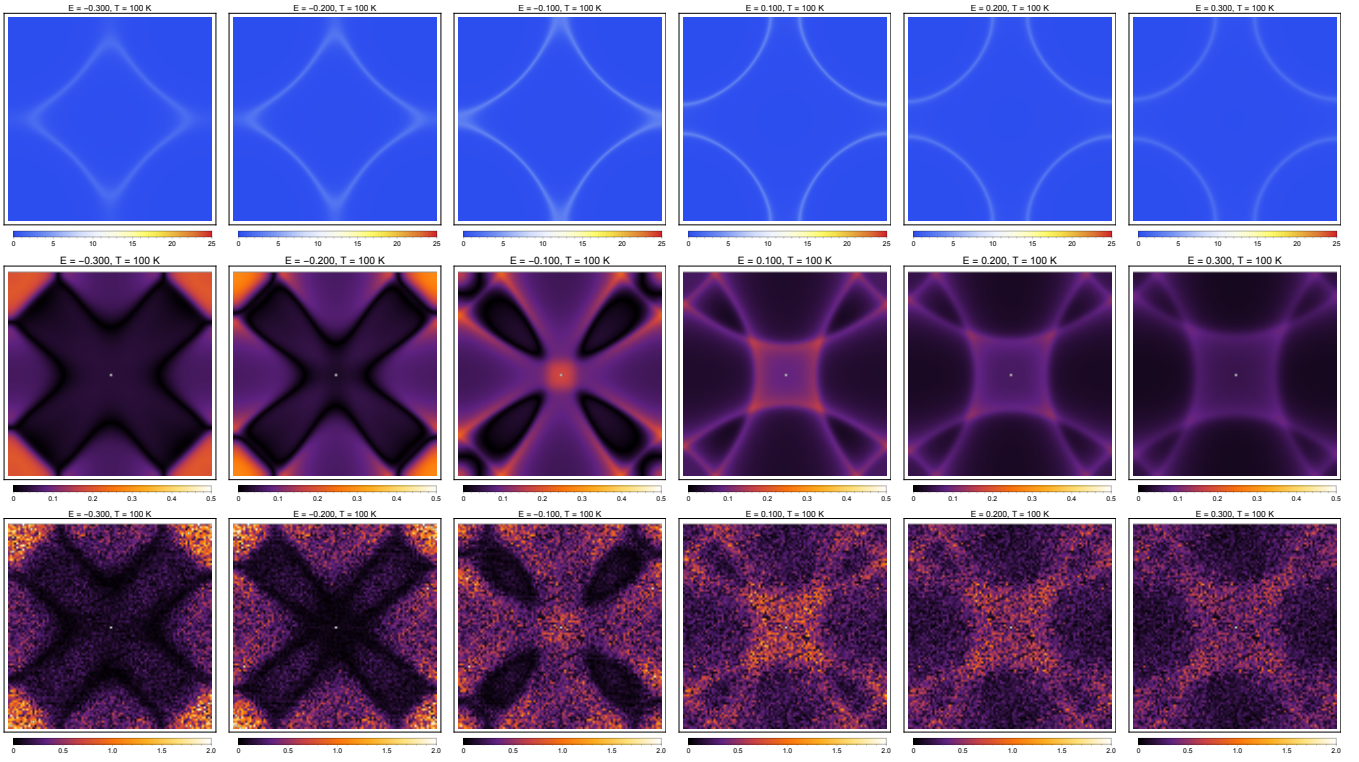 E = −0.300, T = 100 K E = −0.200, T = 100 K E = −0.100, T = 100 K E = 0.100, T = 100 K E = 0.200, T = 100 K E = 0.300, T = 100 K
0 5 10 15 20 25 0 5 10 15 20 25 0 5 10 15 20 25 0 5 10 15 20 25 0 5 10 15 20 25 0 5 10 15 20 25
E = −0.300, T = 100 K E = −0.200, T = 100 K E = −0.100, T = 100 K E = 0.100, T = 100 K E = 0.200, T = 100 K E = 0.300, T = 100 K
0 0.1 0.2 0.3 0.4 0.5 0 0.1 0.2 0.3 0.4 0.5 0 0.1 0.2 0.3 0.4 0.5 0 0.1 0.2 0.3 0.4 0.5 0 0.1 0.2 0.3 0.4 0.5 0 0.1 0.2 0.3 0.4 0.5
E = −0.300, T = 100 K E = −0.200, T = 100 K E = −0.100, T = 100 K E = 0.100, T = 100 K E = 0.200, T = 100 K E = 0.300, T = 100 K
0 0.5 1.0 1.5 2.0 0 0.5 1.0 1.5 2.0 0 0.5 1.0 1.5 2.0 0 0.5 1.0 1.5 2.0 0 0.5 1.0 1.5 2.0 0 0.5 1.0 1.5 2.0